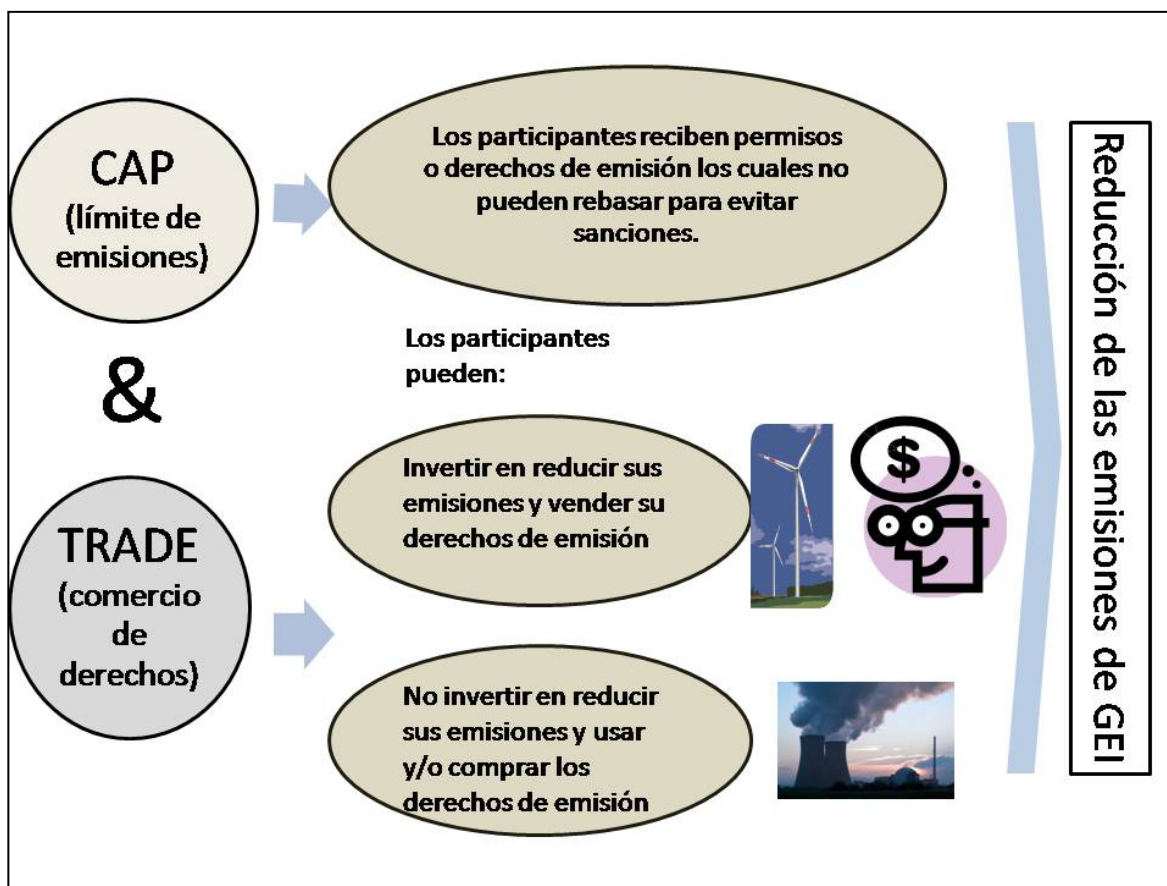 CAP
(límite de
emisiones)
Los participantes reciben permisos
o derechos de emisión los cuales no
pueden rebasar para evitar
sanciones.
&
Los participantes
pueden:
TRADE
(comercio
de
derechos)
Invertir en reducir sus
emisiones y vender su
derechos de emisión
$
No invertir en reducir
sus emisiones y usar
y/o comprar los
derechos de emisión
Reducción de las emisiones de GEI